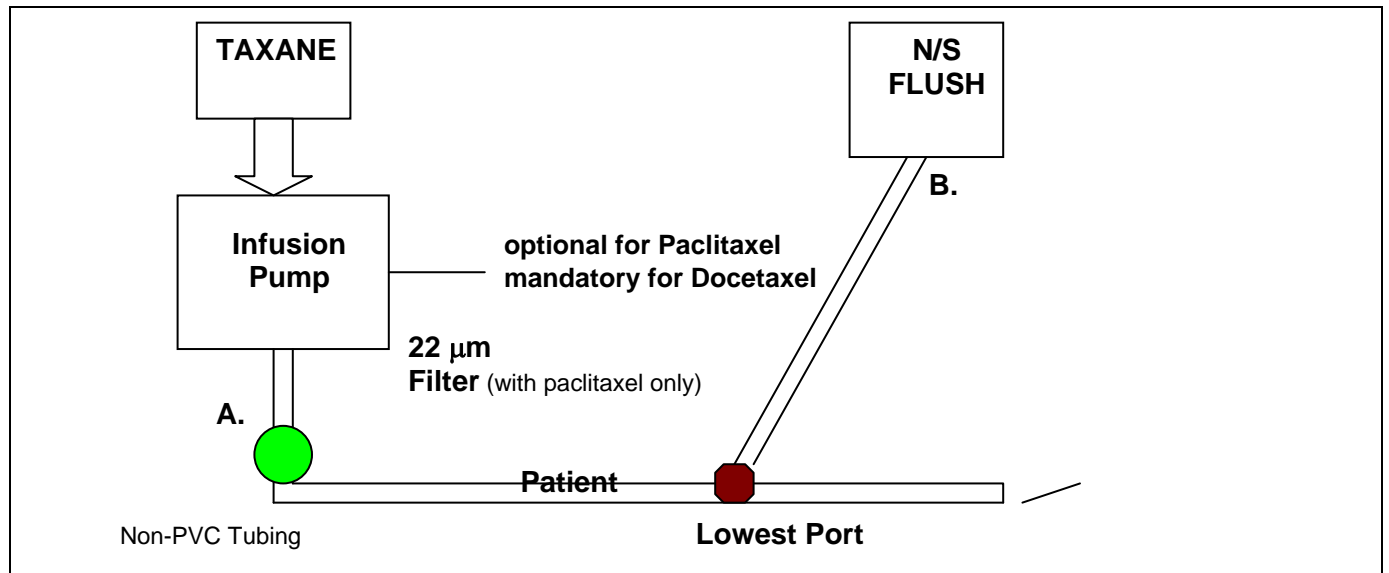 TAXANE
N/S
FLUSH
B.
Infusion
Pump
optional for Paclitaxel
mandatory for Docetaxel
22 μm
Filter (with paclitaxel only)
A.
Patient
Non-PVC Tubing
Lowest Port